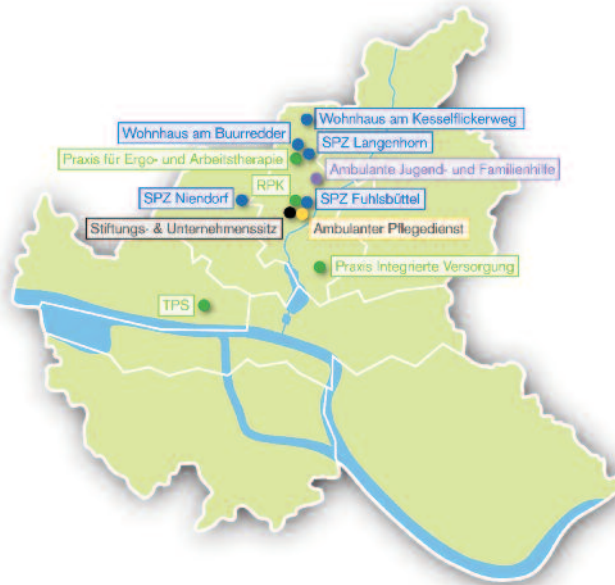 Wohnhaus am Kesselflickerweg
Wohnhaus am Buurredder
SPZ Langenhorn
Praxis für Ergo- und Arbeitstherapie
Ambulante Jugend- und Familienhilfe
RPK
SPZ Niendorf
SPZ Fuhlsbüttel
Stiftungs- & Unternehmenssitz
Ambulanter Pflegedienst
Praxis Integrierte Versorgung
TPS